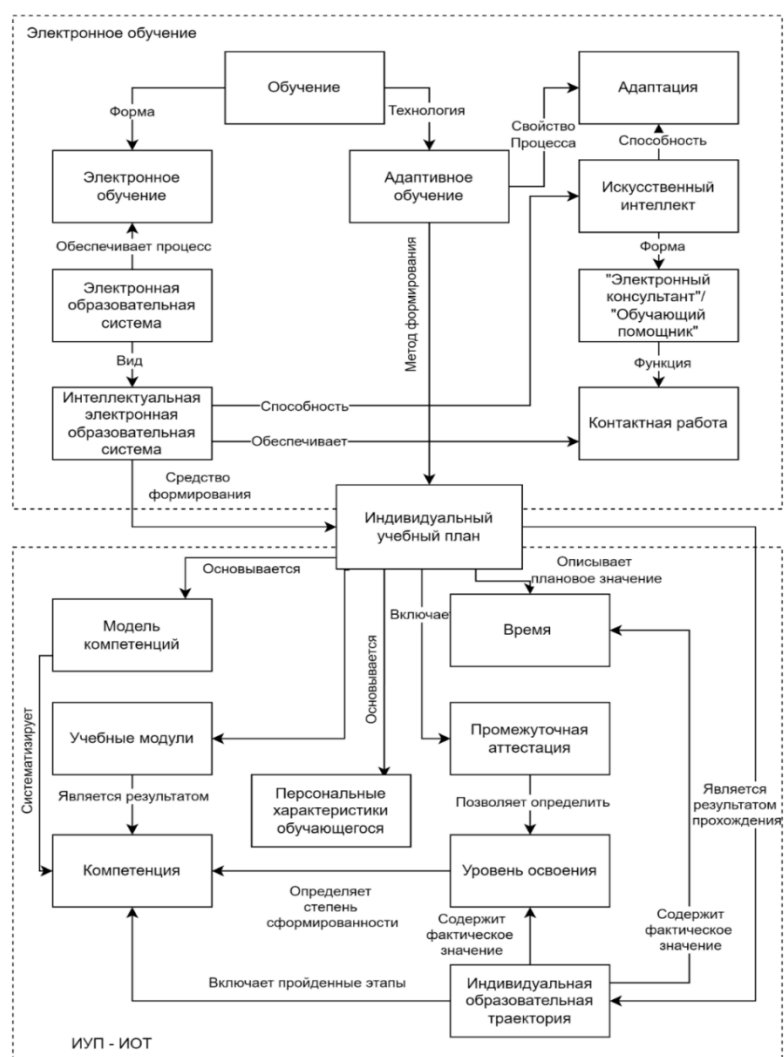 Электронное обучение
Обучение
Адаптация
Форма
Технология
Свойство
Процесса
Способность
Электронное
обучение
Адаптивное
обучение
Искусственный
интеллект
Обеспечивает процесс
Форма
Электронная
образовательная
система
Метод формирования
"Электронный
консультант"/
"Обучающий
помощник"
Вид
Функция
Интеллектуальная
электронная
образовательная
система
Способность
Обеспечивает
Контактная работа
Средство
формирования
Индивидуальный
учебный план
Основывается
Описывает
плановое значение
Модель
компетенций
Включает
Время
Основывается
Систематизирует
Учебные модули
Промежуточная
аттестация
Является результатом
Персональные
характеристики
обучающегося
Позволяет определить
Является
результатом
прохождения
Компетенция
Уровень освоения
Определяет
степень
сформированности
Содержит
фактическое
значение
Содержит
фактическое
значение
Включает пройденные этапы
Индивидуальная
образовательная
траектория
ИУП - ИОТ